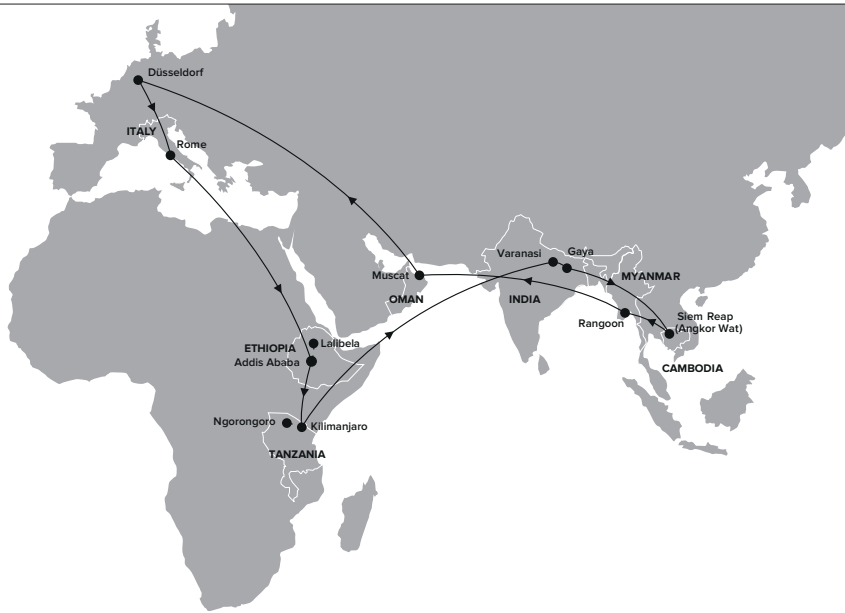 Düsseldorf
ITALY
Rome
Varanasi
Gaya
Muscat
MYANMAR
OMAN
INDIA
Siem Reap
(Angkor Wat)
Rangoon
Lalibela
ETHIOPIA
Addis Ababa
CAMBODIA
Ngorongoro
Kilimanjaro
TANZANIA